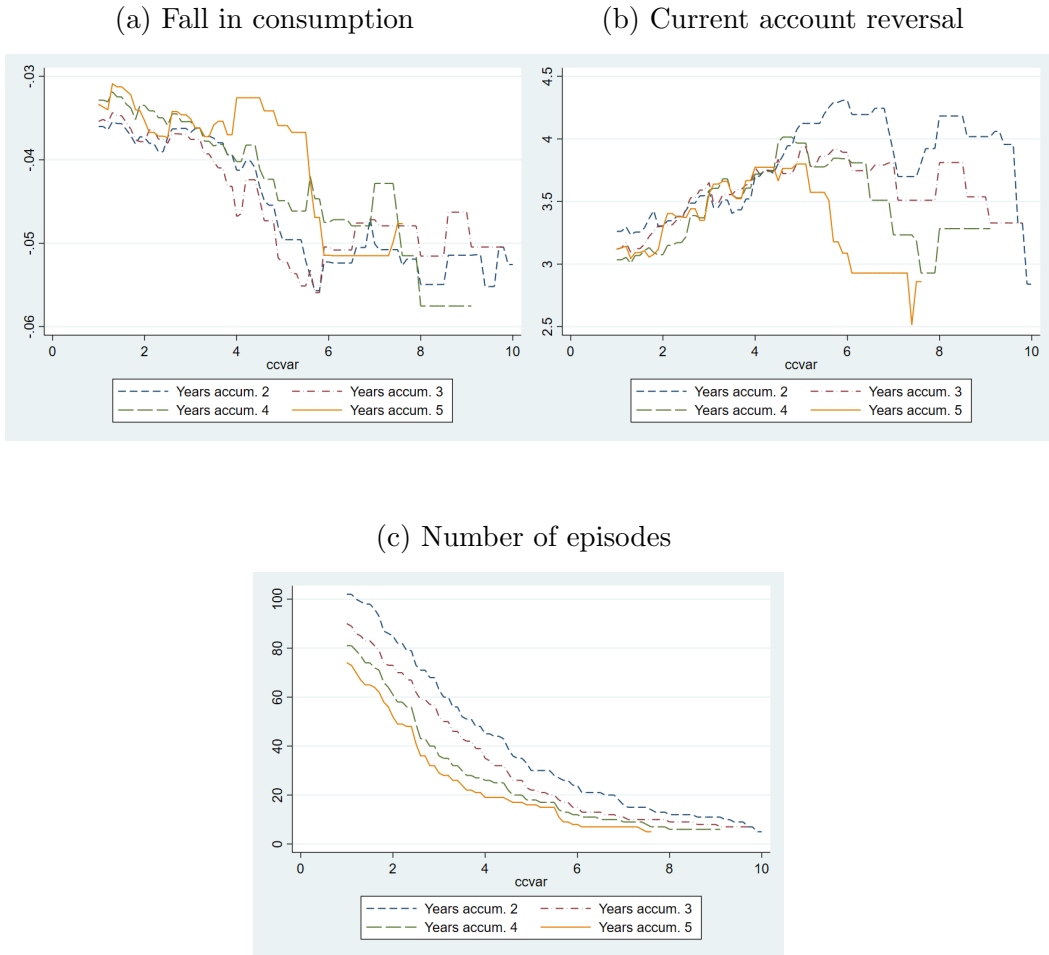 (a) Fall in consumption
(b) Current account reversal
-.03
-.04
-.05
-.06
0 2 4 6 8 10
ccvar
Years accum. 2 Years accum. 3
Years accum. 4 Years accum. 5
4.5
4
3.5
3
2.5
0 2 4 6 8 10
ccvar
Years accum. 2 Years accum. 3
Years accum. 4 Years accum. 5
(c) Number of episodes
100
80
60
40
20
0
0 2 4 6 8 10
ccvar
Years accum. 2 Years accum. 3
Years accum. 4 Years accum. 5